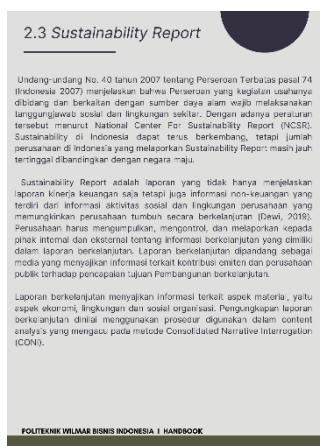 2.3 Sustainability Report
Undang-undang No. 40 tahun 2007 tentang Perseroan Terbatas pasal 74
(Indonesia 2007) menjelaskan bahwa Perseroan yang kegiatan usahanya
dibidang dan berkaitan dengan sumber daya alam wajib melaksanakan
tanggungjawab sosial dan lingkungan sekitar. Dengan adanya peraturan
tersebut menurut National Center For Sustainability Report (NCSR).
Sustainability di Indonesia dapat terus berkembang, tetapi jumlah
perusahaan di Indonesia yang melaporkan Sustainability Report masih jauh
tertinggal dibandingkan dengan negara maju.
Sustainability Report adalah laporan yang tidak hanya menjelaskan
laporan kinerja keuangan saja tetapi juga informasi non-keuangan yang
terdiri dari informasi aktivitas sosial dan lingkungan perusahaan yang
memungkinkan perusahaan tumbuh secara berkelanjutan (Dewi, 2019).
Perusahaan harus mengumpulkan, mengontrol, dan melaporkan kepada
pihak internal dan eksternal tentang informasi berkelanjutan yang dimiliki
dalam laporan berkelanjutan. Laporan berkelanjutan dipandang sebagai
media yang menyajikan informasi terkait kontribusi emiten dan perusahaan
publik terhadap pencapaian tujuan Pembangunan berkelanjutan.
Laporan berkelanjutan menyajikan informasi terkait aspek material, yaitu
aspek ekonomi, lingkungan dan sosial organisasi. Pengungkapan laporan
berkelanjutan dinilai menggunakan prosedur digunakan dalam content
analysis yang mengacu pada metode Consolidated Narrative Interrogation
(CONI).
POLITEKNIK WILMAR BISNIS INDONESIA | HANDBOOK